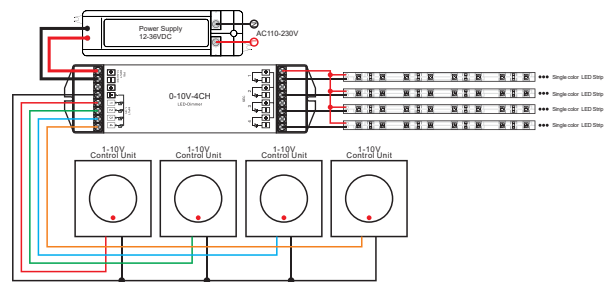 Power Supply
12-36VDC
AC110-230V
0-10V-4CH
LED-Dimmer
Single color LED Strip
Single color LED Strip
Single color LED Strip
Single color LED Strip
1-10V
Control Unit
1-10V
Control Unit
1-10V
Control Unit
1-10V
Control Unit